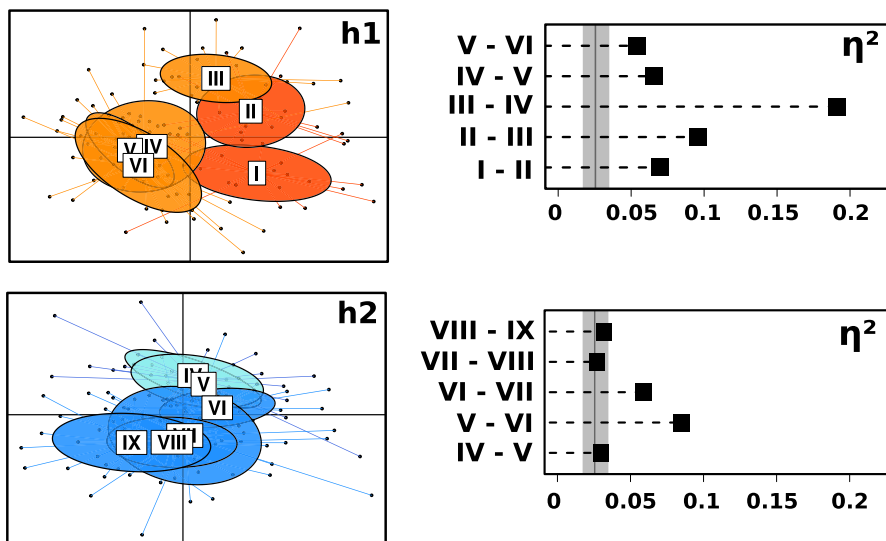 h1
III
II
IV
V
VI
I
η²
V - VI
IV - V
III - IV
II - III
I - II
0 0.05 0.1 0.15 0.2
h2
IV
V
VI
VII
VIII
IX
η²
VIII - IX
VII - VIII
VI - VII
V - VI
IV - V
0 0.05 0.1 0.15 0.2